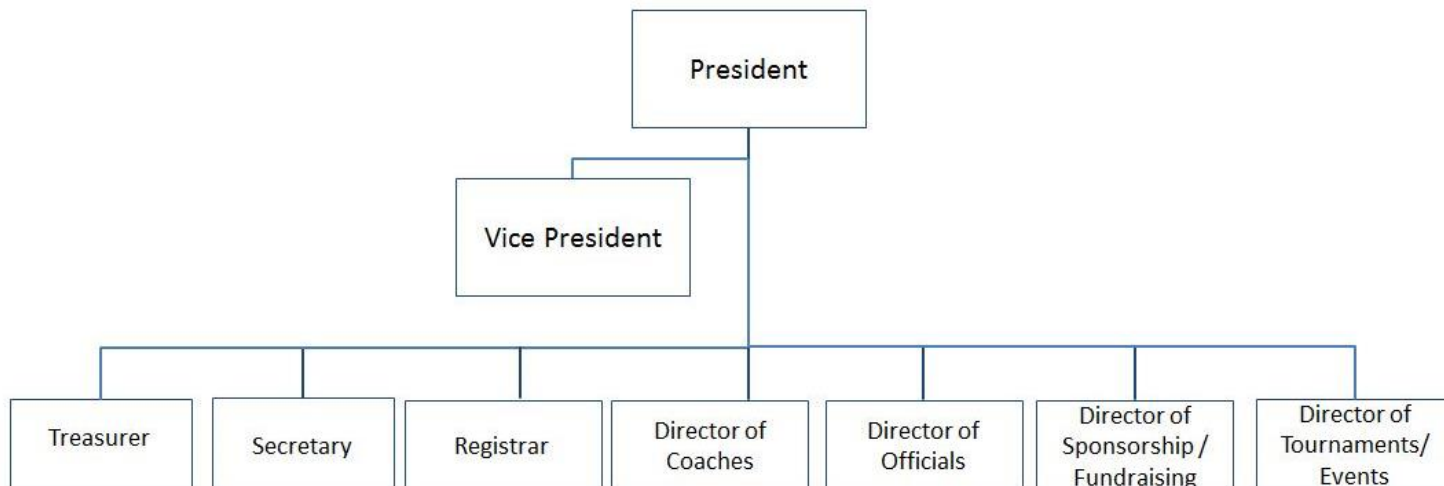 President
Vice President
Treasurer
Secretary
Registrar
Director of
Coaches
Director of
Officials
Director of
Sponsorship /
Fundraising
Director of
Tournaments/
Events